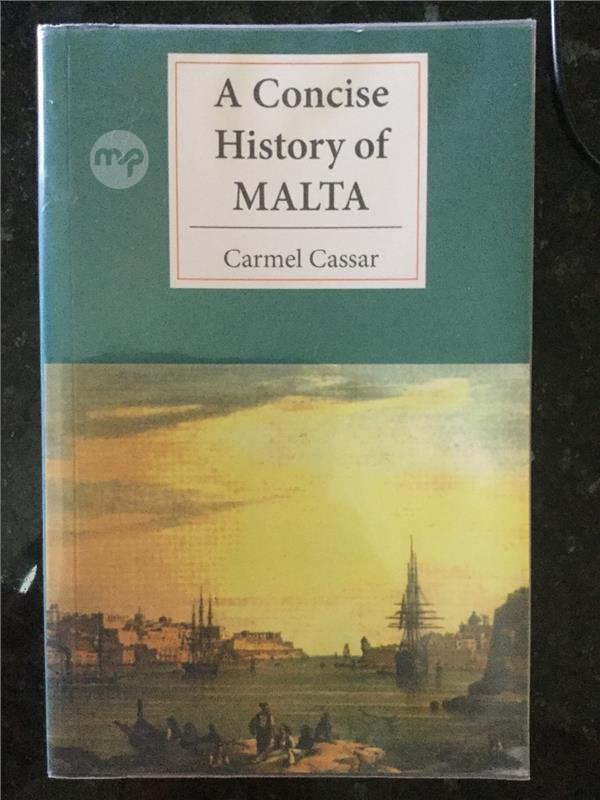 A Concise
History of
MALTA
Carmel Cassar
mp